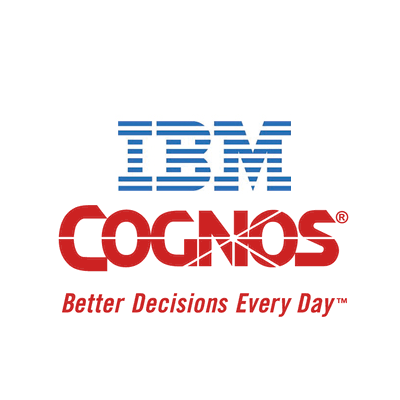 IBM
COGNOS®
Better Decisions Every Day™